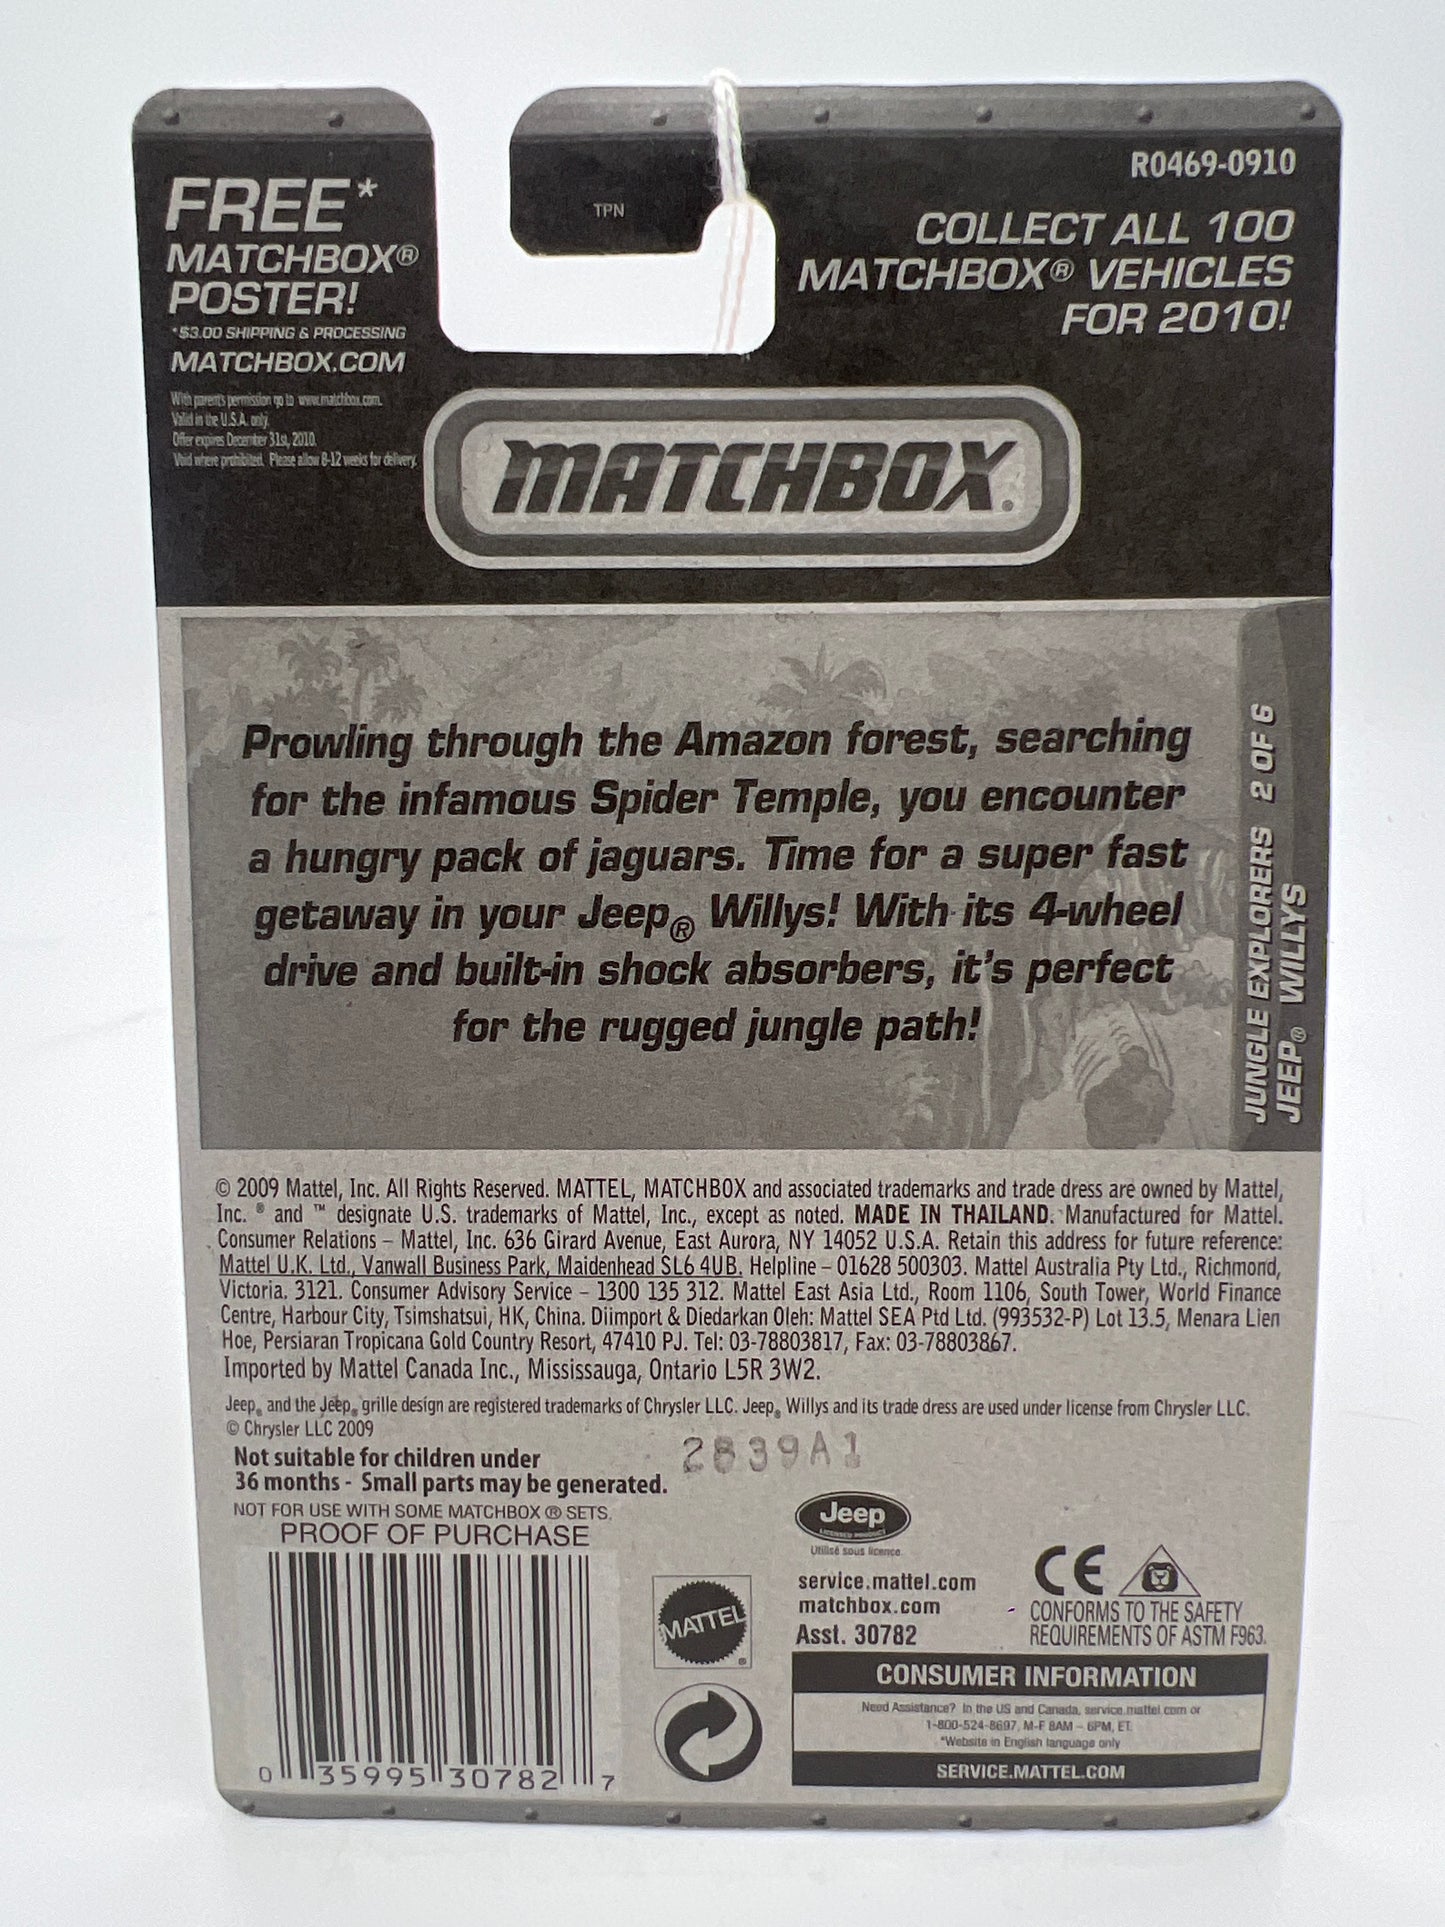 FREE*
MATCHBOX®
POSTER!
*$3.00 SHIPPING & PROCESSING
MATCHBOX.COM
With parent's permission go to www.matchbox.com.
Valid in the U.S.A. only.
Offer expires December 31st, 2010.
Void where prohibited. Please allow 8-12 weeks for delivery.
TPN
R0469-0910
COLLECT ALL 100
MATCHBOX® VEHICLES
FOR 2010!
MATCHBOX®
Prowling through the Amazon forest, searching
for the infamous Spider Temple, you encounter
a hungry pack of jaguars. Time for a super fast
getaway in your Jeep® Willys! With its 4-wheel
drive and built-in shock absorbers, it's perfect
for the rugged jungle path!
JUNGLE EXPLORERS 2 OF 6
JEEP® WILLYS
© 2009 Mattel, Inc. All Rights Reserved. MATTEL, MATCHBOX and associated trademarks and trade dress are owned by Mattel,
Inc. ® and ™ designate U.S. trademarks of Mattel, Inc., except as noted. MADE IN THAILAND. Manufactured for Mattel.
Consumer Relations – Mattel, Inc. 636 Girard Avenue, East Aurora, NY 14052 U.S.A. Retain this address for future reference:
Mattel U.K. Ltd., Vanwall Business Park, Maidenhead SL6 4UB. Helpline – 01628 500303. Mattel Australia Pty Ltd., Richmond,
Victoria. 3121. Consumer Advisory Service – 1300 135 312. Mattel East Asia Ltd., Room 1106, South Tower, World Finance
Centre, Harbour City, Tsimshatsui, HK, China. Diimport & Diedarkan Oleh: Mattel SEA Ptd Ltd. (993532-P) Lot 13.5, Menara Lien
Hoe, Persiaran Tropicana Gold Country Resort, 47410 PJ. Tel: 03-78803817, Fax: 03-78803867.
Imported by Mattel Canada Inc., Mississauga, Ontario L5R 3W2.
Jeep® and the Jeep® grille design are registered trademarks of Chrysler LLC. Jeep® Willys and its trade dress are used under license from Chrysler LLC.
© Chrysler LLC 2009
Not suitable for children under
36 months - Small parts may be generated.
2839A1
NOT FOR USE WITH SOME MATCHBOX ® SETS.
PROOF OF PURCHASE
0 35995 30782 7
MATTEL®
Jeep
LICENSED PRODUCT
Utilisé sous licence.
service.mattel.com
matchbox.com
Asst. 30782
CE
CONFORMS TO THE SAFETY
REQUIREMENTS OF ASTM F963.
CONSUMER INFORMATION
Need Assistance? In the US and Canada, service.mattel.com or
1-800-524-8697, M-F 8AM – 6PM, ET.
*Website in English language only
SERVICE.MATTEL.COM